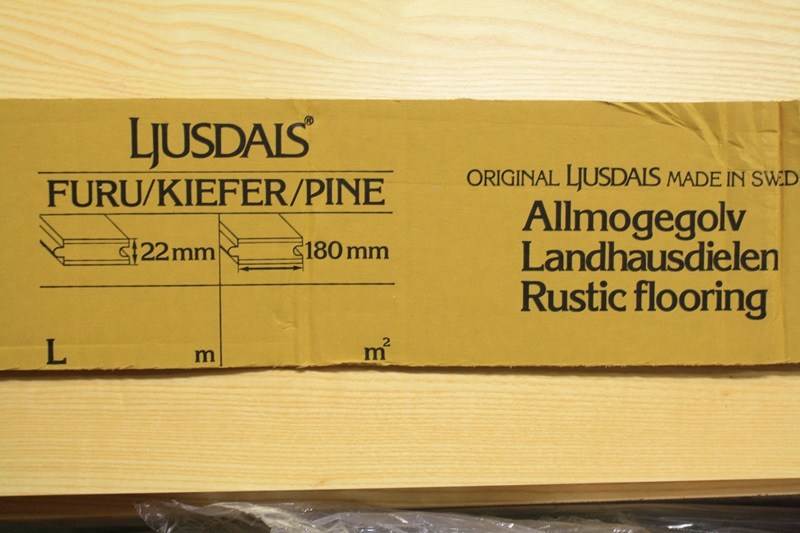 LJUSDALS®
FURU/KIEFER/PINE
22 mm
180 mm
L m
m²
ORIGINAL LJUSDALS MADE IN SWED
Allmogegolv
Landhausdielen
Rustic flooring